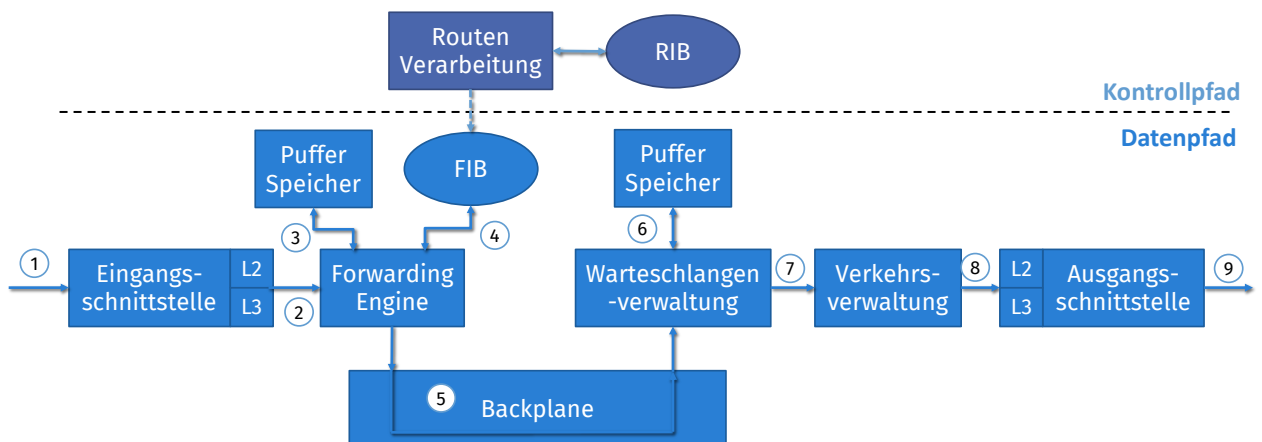 Routen
Verarbeitung
RIB
Kontrollpfad
Datenpfad
Puffer
Speicher
FIB
Puffer
Speicher
3
4
6
1
Eingangs-
schnittstelle
L2
L3
2
Forwarding
Engine
Warteschlangen
-verwaltung
7
Verkehrs-
verwaltung
8
L2
L3
Ausgangs-
schnittstelle
9
5
Backplane